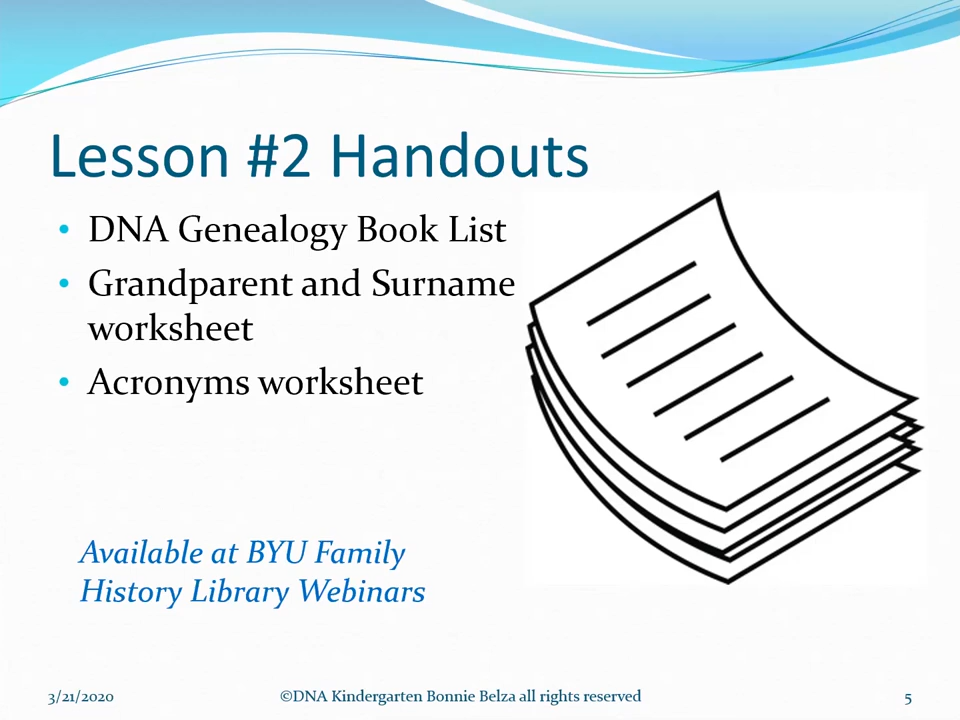 Lesson #2 Handouts
• DNA Genealogy Book List
• Grandparent and Surname
worksheet
• Acronyms worksheet
Available at BYU Family
History Library Webinars
3/21/2020
©DNA Kindergarten Bonnie Belza all rights reserved
5